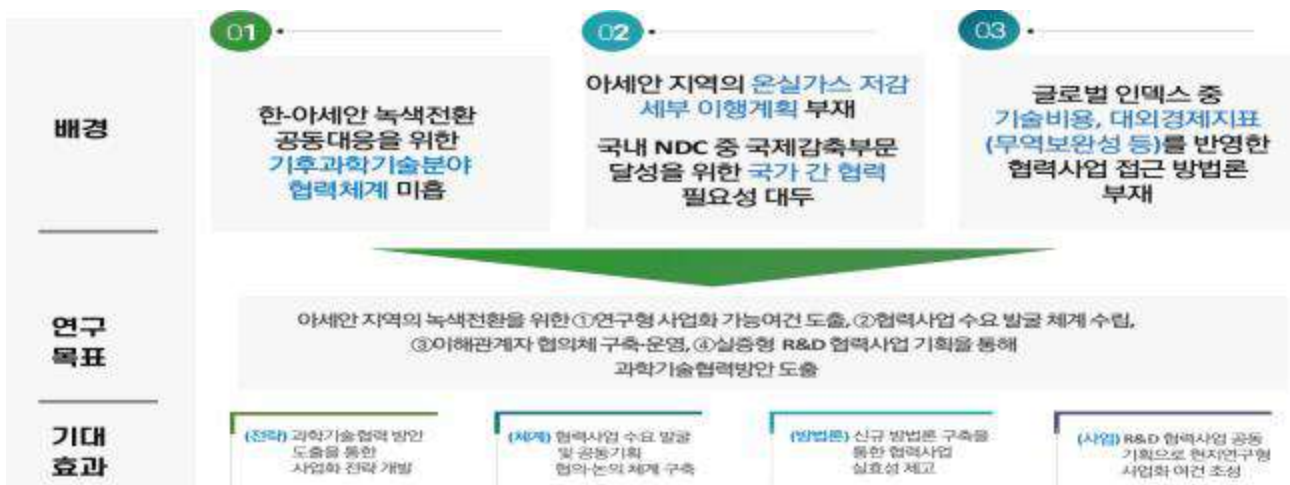 배경
01
한-아세안 녹색전환
공동대응을 위한
기후과학기술분야
협력체계 미흡
02
아세안 지역의 온실가스 저감
세부 이행계획 부재
국내 NDC 중 국제감축부문
달성을 위한 국가 간 협력
필요성 대두
03
글로벌 인덱스 중
기술비용, 대외경제지표
(무역보완성 등)를 반영한
협력사업 접근 방법론
부재
연구
목표
아세안 지역의 녹색전환을 위한 ①연구형 사업화 가능여건 도출, ②협력사업 수요 발굴 체계 수립,
③이해관계자 협의체 구축·운영, ④실증형 R&D 협력사업 기획을 통해
과학기술협력방안 도출
기대
효과
(전략) 과학기술협력 방안
도출을 통한
사업화 전략 개발
(체계) 협력사업 수요 발굴
및 공동기획
협의·논의 체계 구축
(방법론) 신규 방법론 구축을
통한 협력사업
실효성 제고
(사업) R&D 협력사업 공동
기획으로 현지연구형
사업화 여건 조성